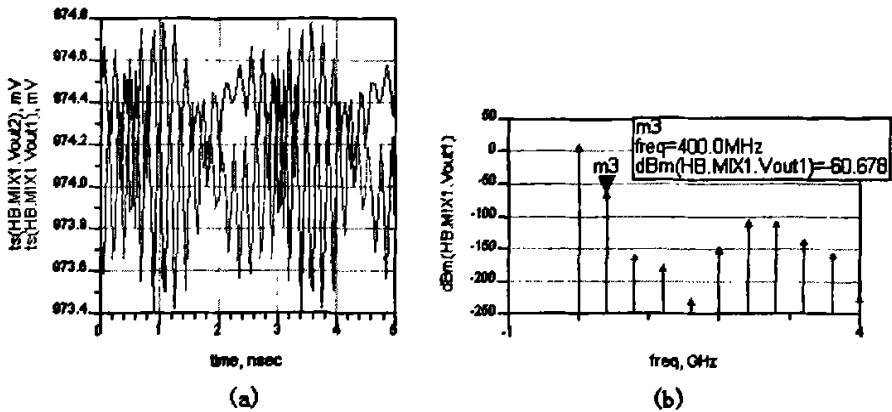 ts(HB.MIX1.Vout2), mV
ts(HB.MIX1.Vout1), mV
974.8
974.6
974.4
974.2
974.0
973.8
973.6
973.4
0
1
2
3
4
5
time, nsec
(a)
dBm(HB.MIX1.Vout1)
50
0
-50
-100
-150
-200
-250
m3
m3
freq=400.0MHz
dBm(HB.MIX1.Vout1)=-60.678
-1
4
freq, GHz
(b)